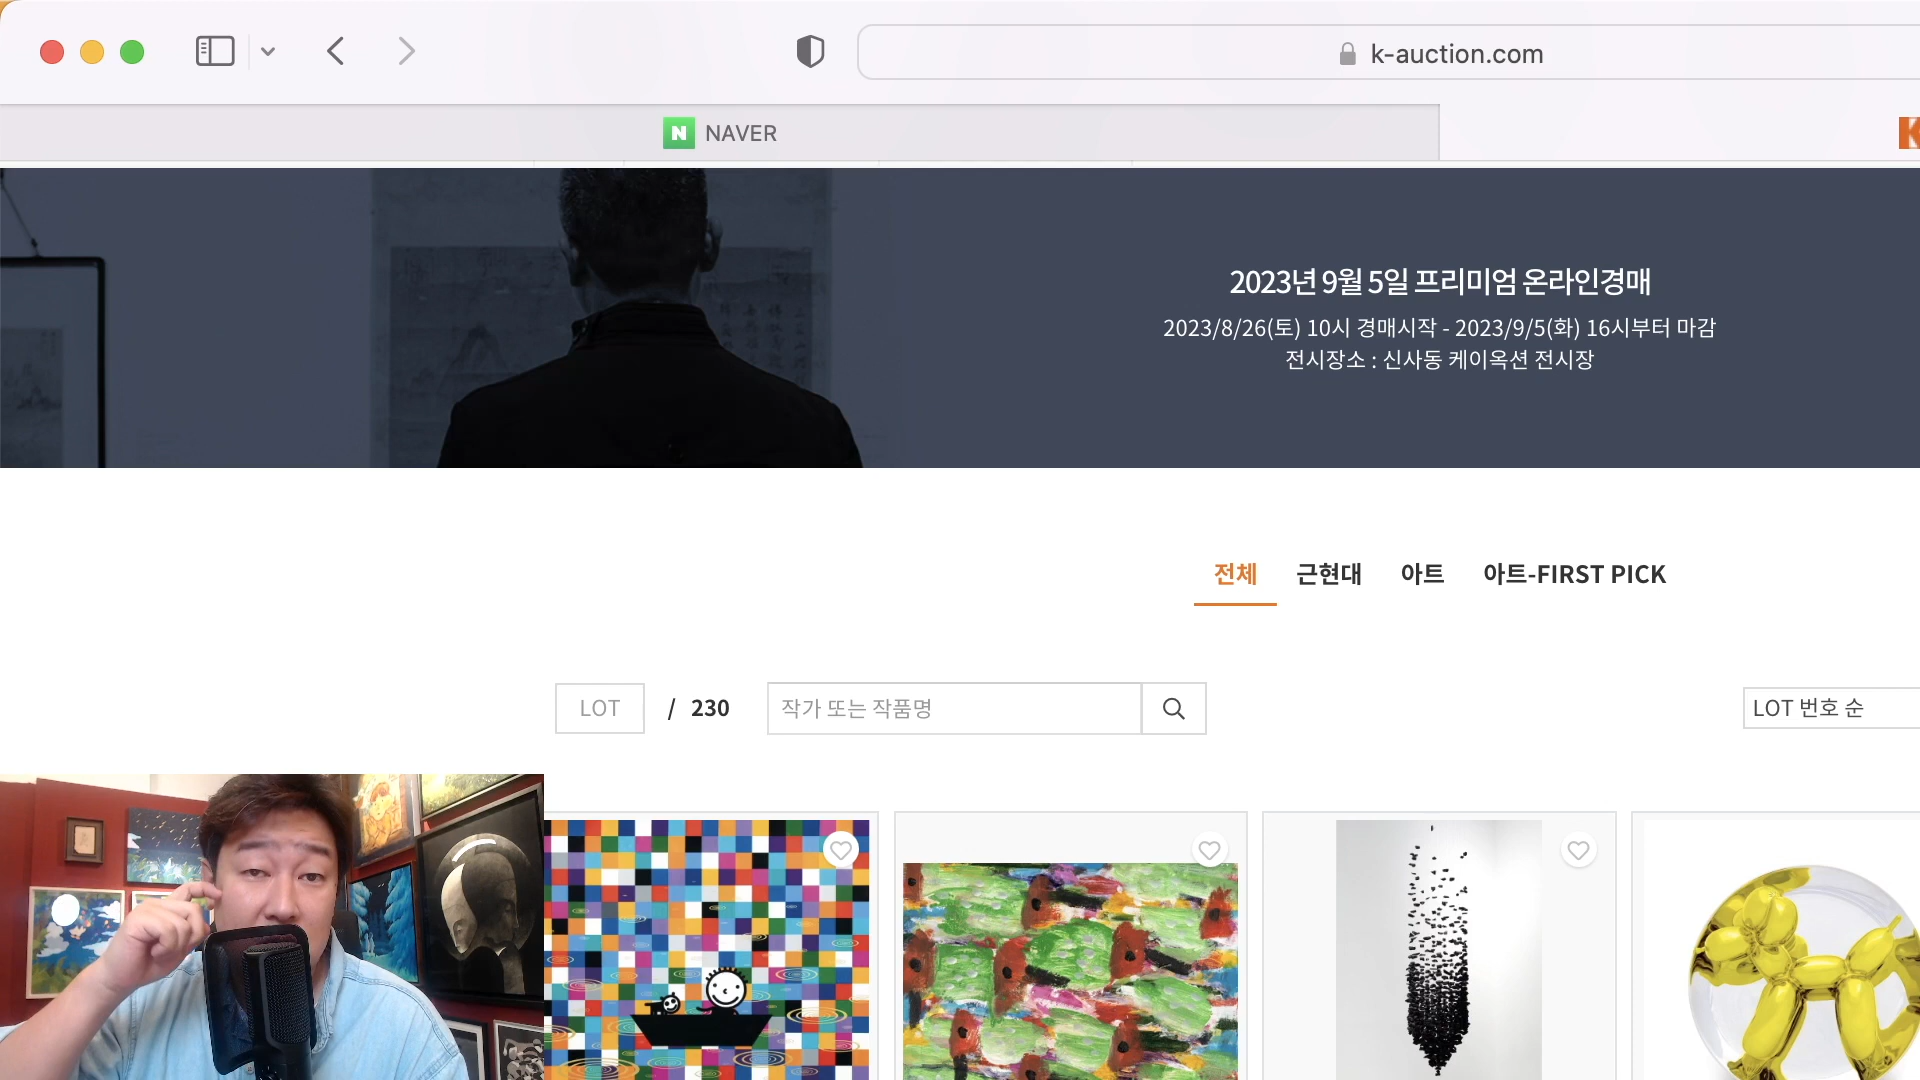 k-auction.com
N NAVER
K
2023년 9월 5일 프리미엄 온라인경매
2023/8/26(토) 10시 경매시작 - 2023/9/5(화) 16시부터 마감
전시장소 : 신사동 케이옥션 전시장
전체 근현대 아트 아트-FIRST PICK
LOT / 230 작가 또는 작품명 LOT 번호 순